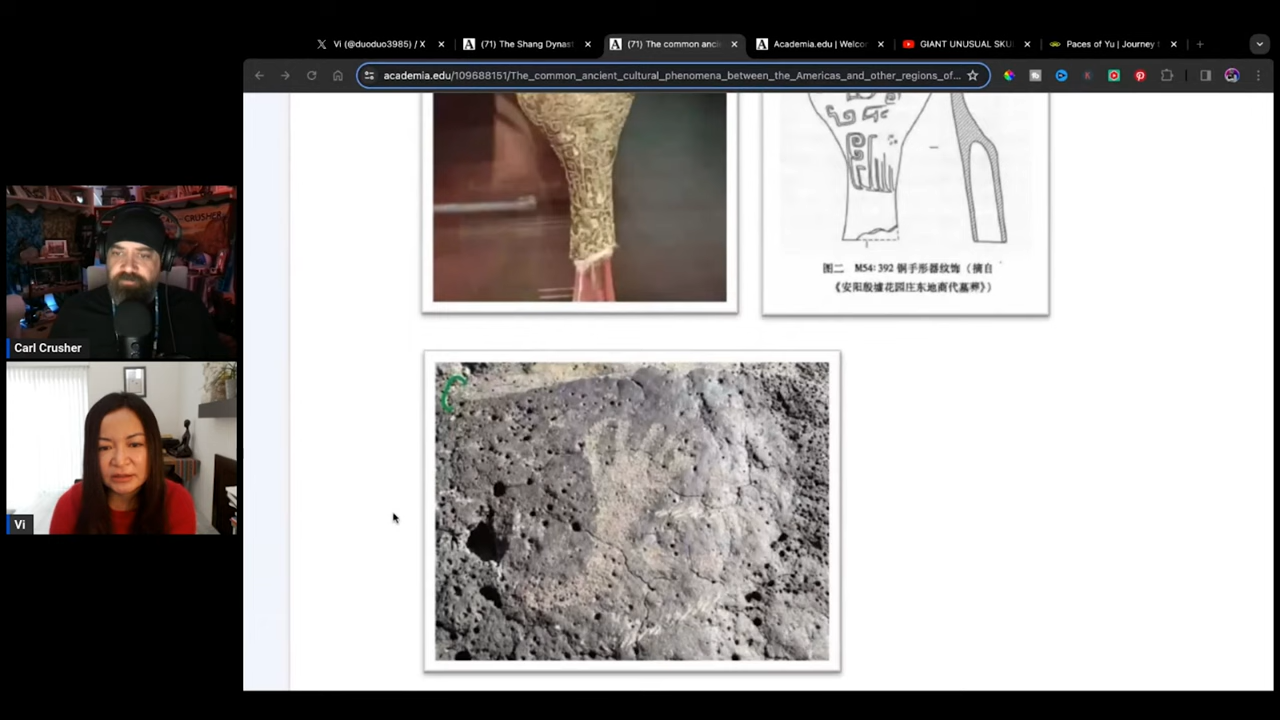 Vi (@duoduo3985) / X
(71) The Shang Dynast
(71) The common anci
Academia.edu | Welcor
GIANT UNUSUAL SKU
Paces of Yu | Journey t
academia.edu/109688151/The_common_ancient_cultural_phenomena_between_the_Americas_and_other_regions_of...
图二 M54:392 铜手形器纹饰（摘自
《安阳殷墟花园庄东地商代墓葬》）
CRUSHER
Carl Crusher
Vi